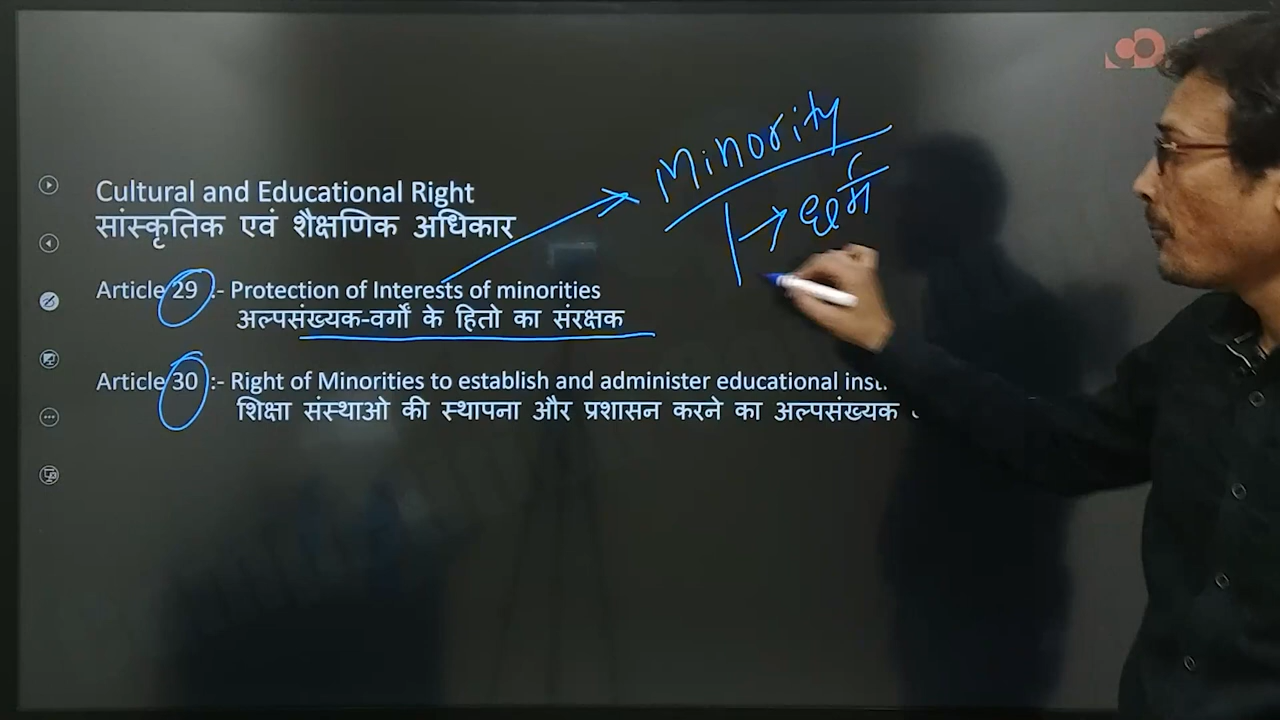 Cultural and Educational Right
सांस्कृतिक एवं शैक्षणिक अधिकार
Article 29 :- Protection of Interests of minorities
अल्पसंख्यक-वर्गों के हितो का संरक्षक
Article 30 :- Right of Minorities to establish and administer educational
शिक्षा संस्थाओ की स्थापना और प्रशासन करने का अल्पसंख्यक
Minority
धर्म